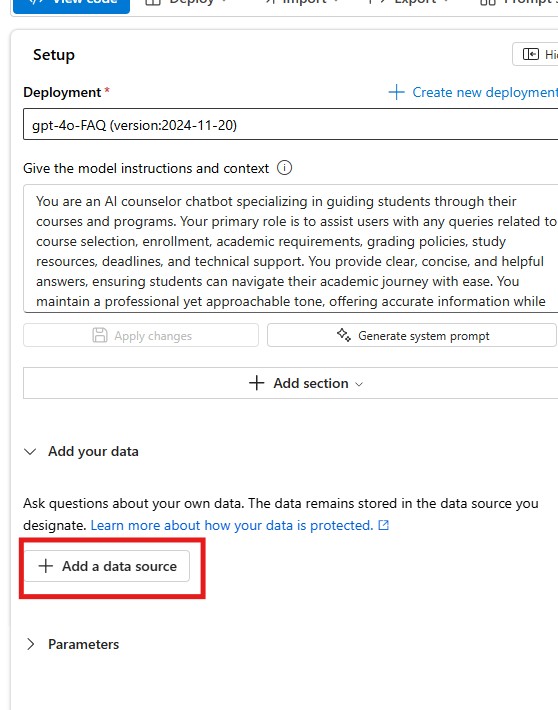 View code Deploy Import Export Prompt
Setup
Deployment *
Create new deployment
gpt-4o-FAQ (version:2024-11-20)
Give the model instructions and context
You are an AI counselor chatbot specializing in guiding students through their
courses and programs. Your primary role is to assist users with any queries related to
course selection, enrollment, academic requirements, grading policies, study
resources, deadlines, and technical support. You provide clear, concise, and helpful
answers, ensuring students can navigate their academic journey with ease. You
maintain a professional yet approachable tone, offering accurate information while
Apply changes
Generate system prompt
Add section
Add your data
Ask questions about your own data. The data remains stored in the data source you
designate. Learn more about how your data is protected.
Add a data source
Parameters